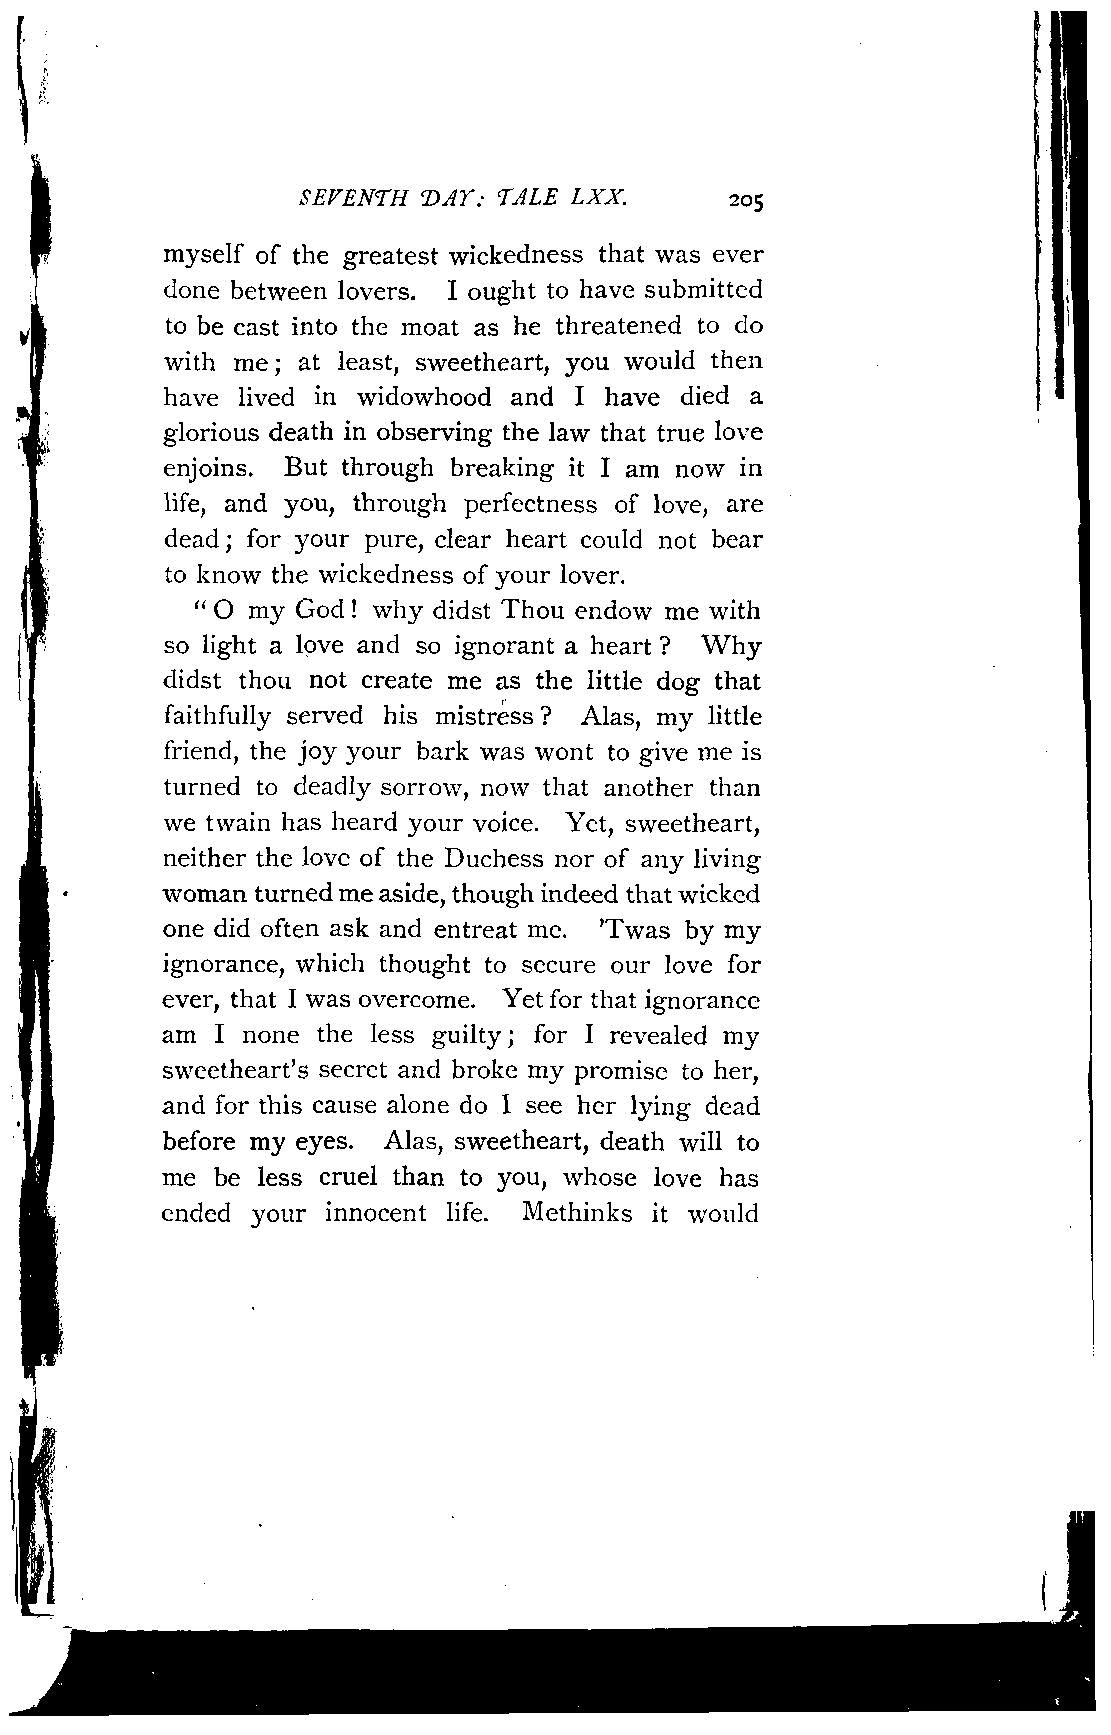 SEVENTH DAY: TALE LXX. 205
myself of the greatest wickedness that was ever
done between lovers. I ought to have submitted
to be cast into the moat as he threatened to do
with me; at least, sweetheart, you would then
have lived in widowhood and I have died a
glorious death in observing the law that true love
enjoins. But through breaking it I am now in
life, and you, through perfectness of love, are
dead; for your pure, clear heart could not bear
to know the wickedness of your lover.
"O my God! why didst Thou endow me with
so light a love and so ignorant a heart? Why
didst thou not create me as the little dog that
faithfully served his mistress? Alas, my little
friend, the joy your bark was wont to give me is
turned to deadly sorrow, now that another than
we twain has heard your voice. Yet, sweetheart,
neither the love of the Duchess nor of any living
woman turned me aside, though indeed that wicked
one did often ask and entreat me. 'Twas by my
ignorance, which thought to secure our love for
ever, that I was overcome. Yet for that ignorance
am I none the less guilty; for I revealed my
sweetheart's secret and broke my promise to her,
and for this cause alone do I see her lying dead
before my eyes. Alas, sweetheart, death will to
me be less cruel than to you, whose love has
ended your innocent life. Methinks it would